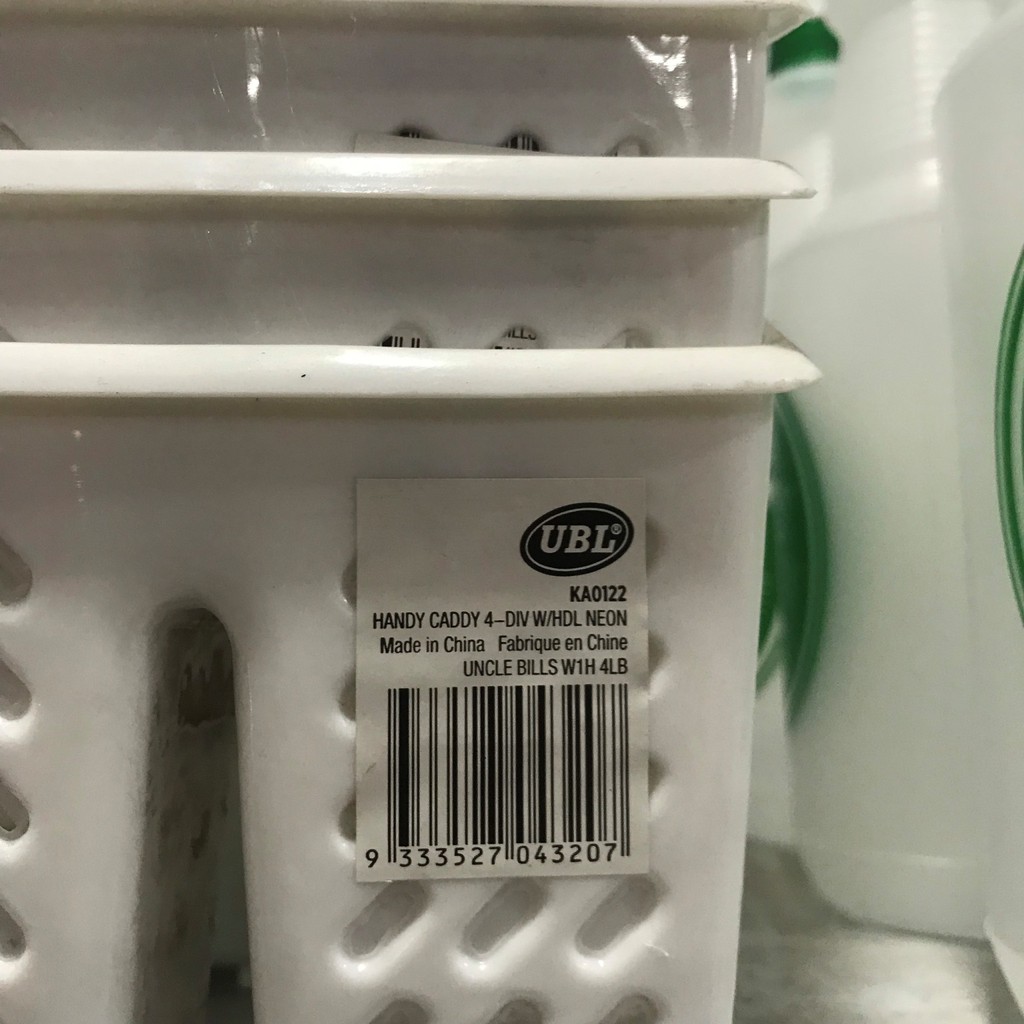 UBL®
KA0122
HANDY CADDY 4-DIV W/HDL NEON
Made in China Fabrique en Chine
UNCLE BILLS W1H 4LB
9 333527 043207